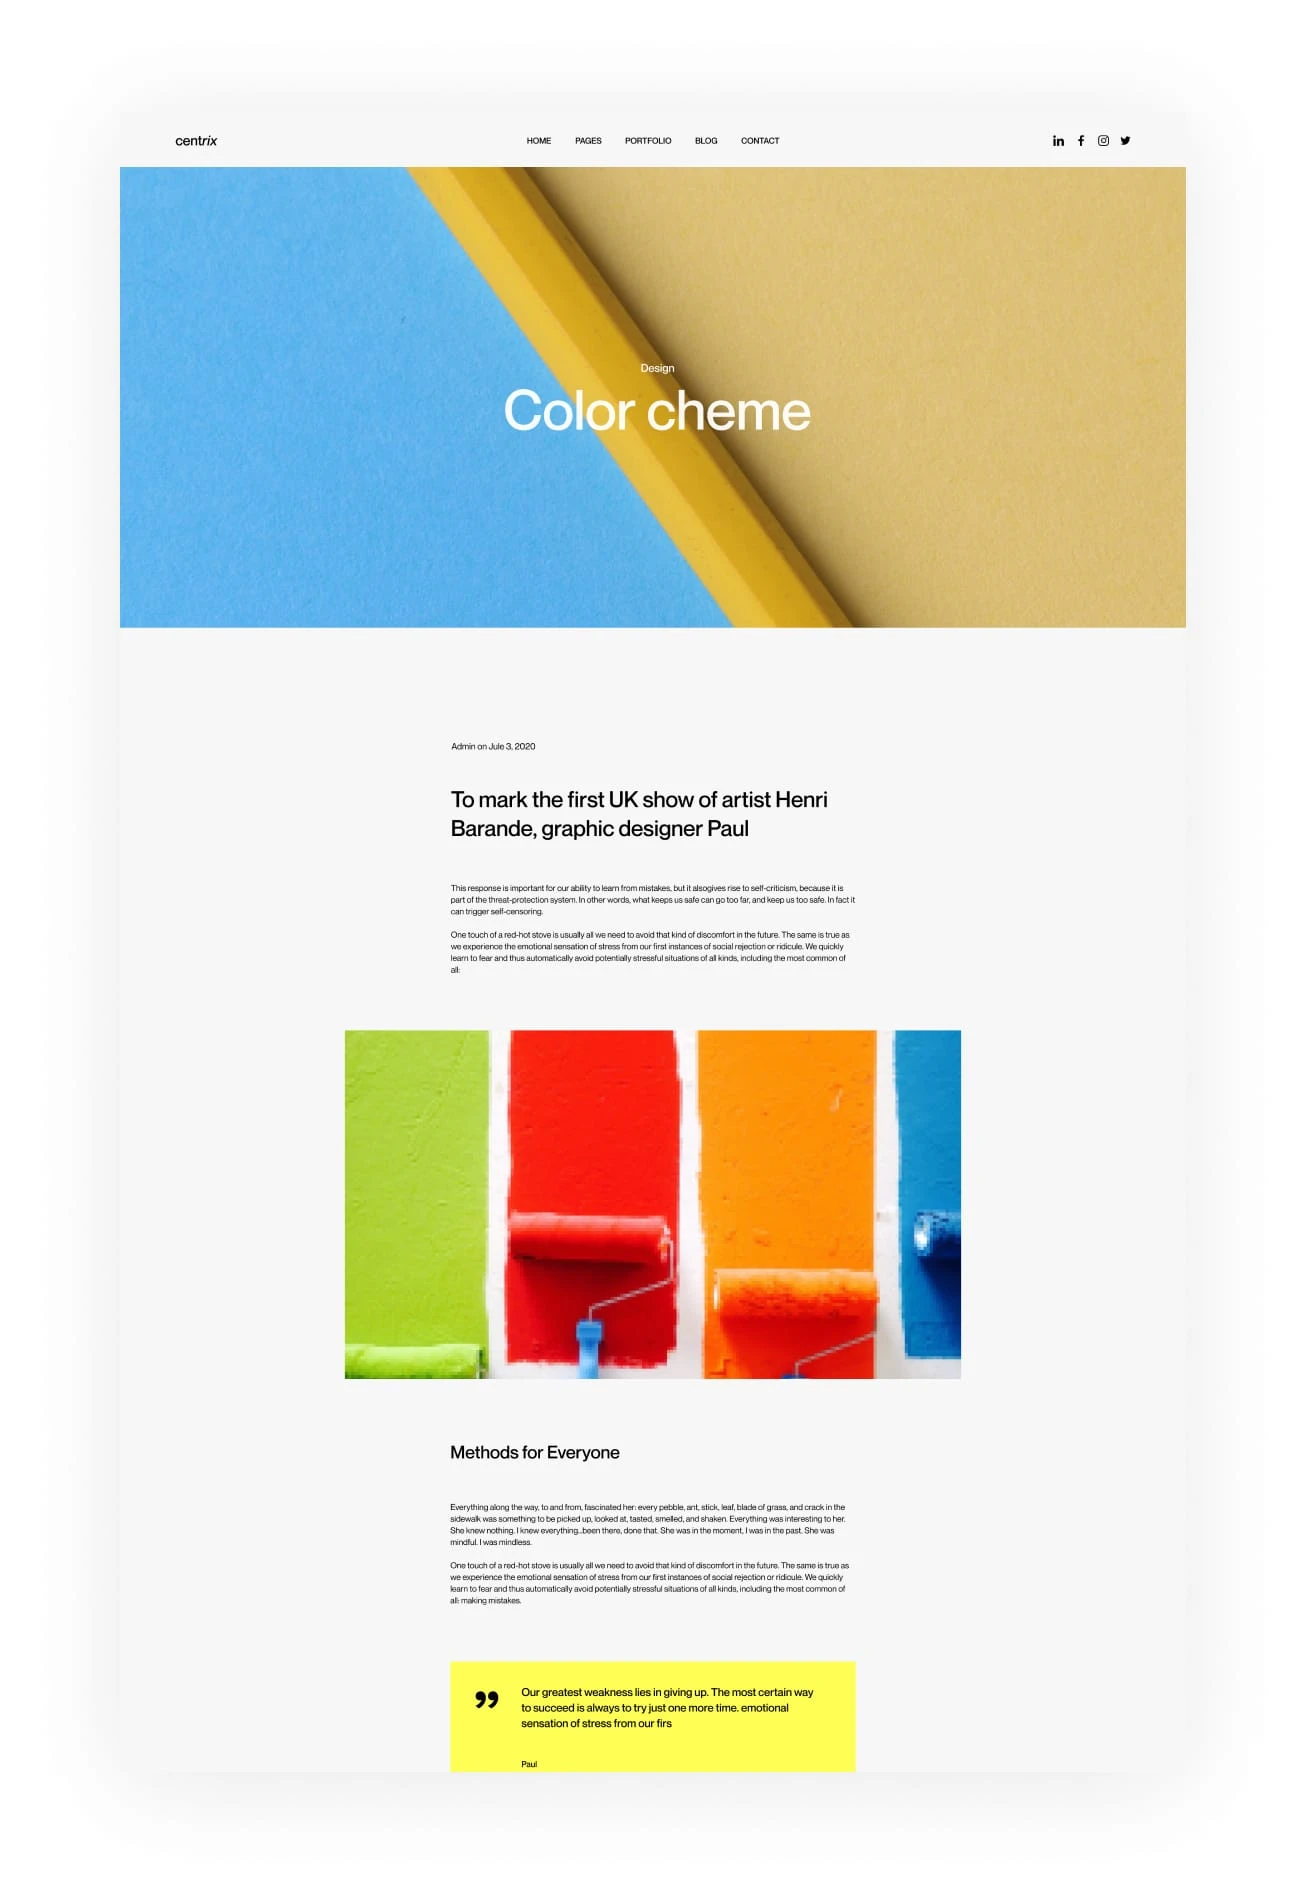 centrix
HOME PAGES PORTFOLIO BLOG CONTACT
Design
Color cheme
Admin on Jule 3, 2020
To mark the first UK show of artist Henri
Barande, graphic designer Paul
This response is important for our ability to learn from mistakes, but it alsogives rise to self-criticism, because it is
part of the threat-protection system. In other words, what keeps us safe can go too far, and keep us too safe. In fact it
can trigger self-censoring.
One touch of a red-hot stove is usually all we need to avoid that kind of discomfort in the future. The same is true as
we experience the emotional sensation of stress from our first instances of social rejection or ridicule. We quickly
learn to fear and thus automatically avoid potentially stressful situations of all kinds, including the most common of
all:
Methods for Everyone
Everything along the way, to and from, fascinated her: every pebble, ant, stick, leaf, blade of grass, and crack in the
sidewalk was something to be picked up, looked at, tasted, smelled, and shaken. Everything was interesting to her.
She knew nothing. I knew everything...been there, done that. She was in the moment, I was in the past. She was
mindful. I was mindless.
One touch of a red-hot stove is usually all we need to avoid that kind of discomfort in the future. The same is true as
we experience the emotional sensation of stress from our first instances of social rejection or ridicule. We quickly
learn to fear and thus automatically avoid potentially stressful situations of all kinds, including the most common of
all: making mistakes.
Our greatest weakness lies in giving up. The most certain way
to succeed is always to try just one more time. emotional
sensation of stress from our firs
Paul